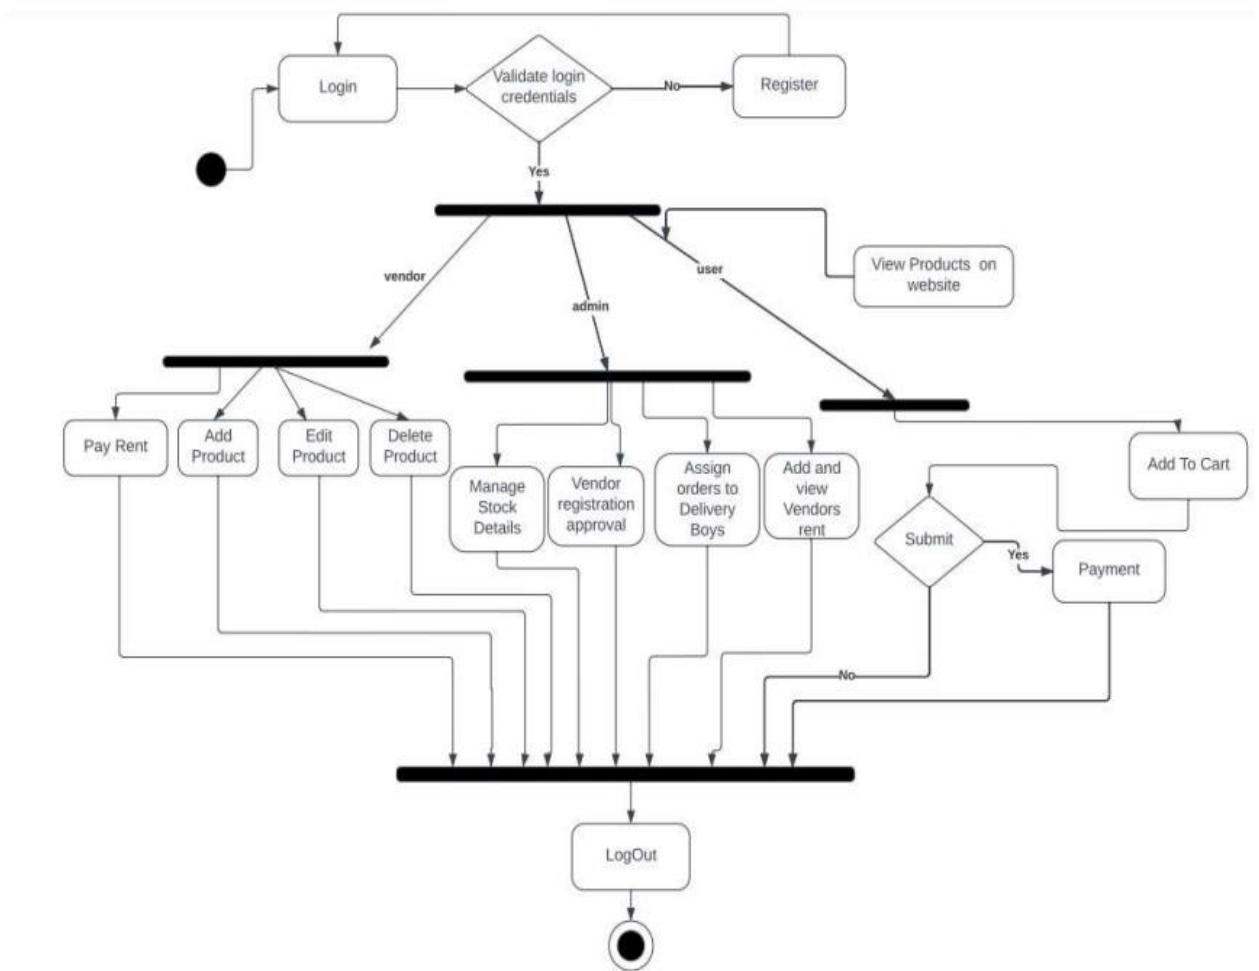 Login
Validate login
credentials
No
Register
Yes
vendor
admin
user
View Products on
website
Pay Rent
Add
Product
Edit
Product
Delete
Product
Manage
Stock
Details
Vendor
registration
approval
Assign
orders to
Delivery
Boys
Add and
view
Vendors
rent
Add To Cart
Submit
Yes
Payment
No
LogOut